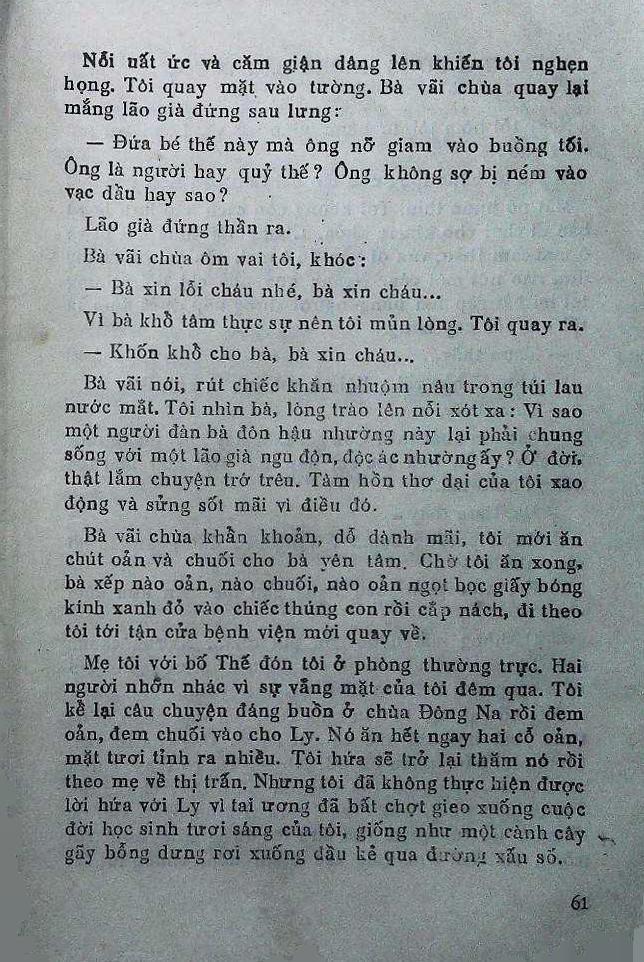 Nỗi uất ức và căm giận dâng lên khiến tôi nghẹn
họng. Tôi quay mặt vào tường. Bà vãi chùa quay lại
mắng lão già đứng sau lưng:
— Đứa bé thế này mà ông nỡ giam vào buồng tối.
Ông là người hay quỷ thế? Ông không sợ bị ném vào
vạc dầu hay sao?
Lão già đứng thần ra.
Bà vãi chùa ôm vai tôi, khóc:
— Bà xin lỗi cháu nhé, bà xin cháu...
Vì bà khổ tâm thực sự nên tôi mủn lòng. Tôi quay ra.
— Khốn khổ cho bà, bà xin cháu...
Bà vãi nói, rút chiếc khăn nhuộm nâu trong túi lau
nước mắt. Tôi nhìn bà, lòng trào lên nỗi xót xa: Vì sao
một người đàn bà đôn hậu nhường này lại phải chung
sống với một lão già ngu độn, độc ác nhường ấy? Ở đời,
thật lắm chuyện trớ trêu. Tâm hồn thơ dại của tôi xao
động và sửng sốt mãi vì điều đó.
Bà vãi chùa khẩn khoản, dỗ dành mãi, tôi mới ăn
chút oản và chuối cho bà yên tâm. Chờ tôi ăn xong,
bà xếp nào oản, nào chuối, nào oản ngọt bọc giấy bóng
kính xanh đỏ vào chiếc thúng con rồi cắp nách, đi theo
tôi tới tận cửa bệnh viện mới quay về.
Mẹ tôi với bố Thế đón tôi ở phòng thường trực. Hai
người nhớn nhác vì sự vắng mặt của tôi đêm qua. Tôi
kể lại câu chuyện đáng buồn ở chùa Đông Na rồi đem
oản, đem chuối vào cho Ly. Nó ăn hết ngay hai cỗ oản,
mặt tươi tỉnh ra nhiều. Tôi hứa sẽ trở lại thăm nó rồi
theo mẹ về thị trấn. Nhưng tôi đã không thực hiện được
lời hứa với Ly vì tai ương đã bất chợt gieo xuống cuộc
đời học sinh tươi sáng của tôi, giống như một cành cây
gãy bỗng dưng rơi xuống đầu kẻ qua đường xấu số.
61